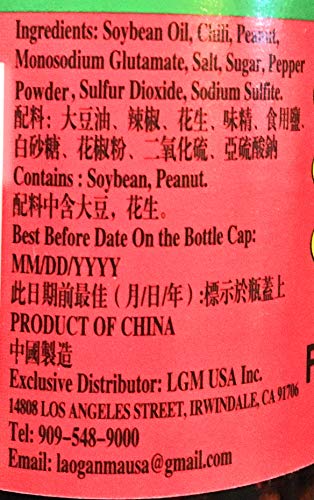 Ingredients: Soybean Oil, Chili, Peanut,
Monosodium Glutamate, Salt, Sugar, Pepper
Powder, Sulfur Dioxide, Sodium Sulfite.
配料：大豆油、辣椒、花生、味精、食用鹽、
白砂糖、花椒粉、二氧化硫、亞硫酸鈉
Contains : Soybean, Peanut.
配料中含大豆，花生。
Best Before Date On the Bottle Cap:
MM/DD/YYYY
此日期前最佳（月/日/年）:標示於瓶蓋上
PRODUCT OF CHINA
中國製造
Exclusive Distributor: LGM USA Inc.
14808 LOS ANGELES STREET, IRWINDALE, CA 91706
Tel: 909-548-9000
Email: laoganmausa@gmail.com